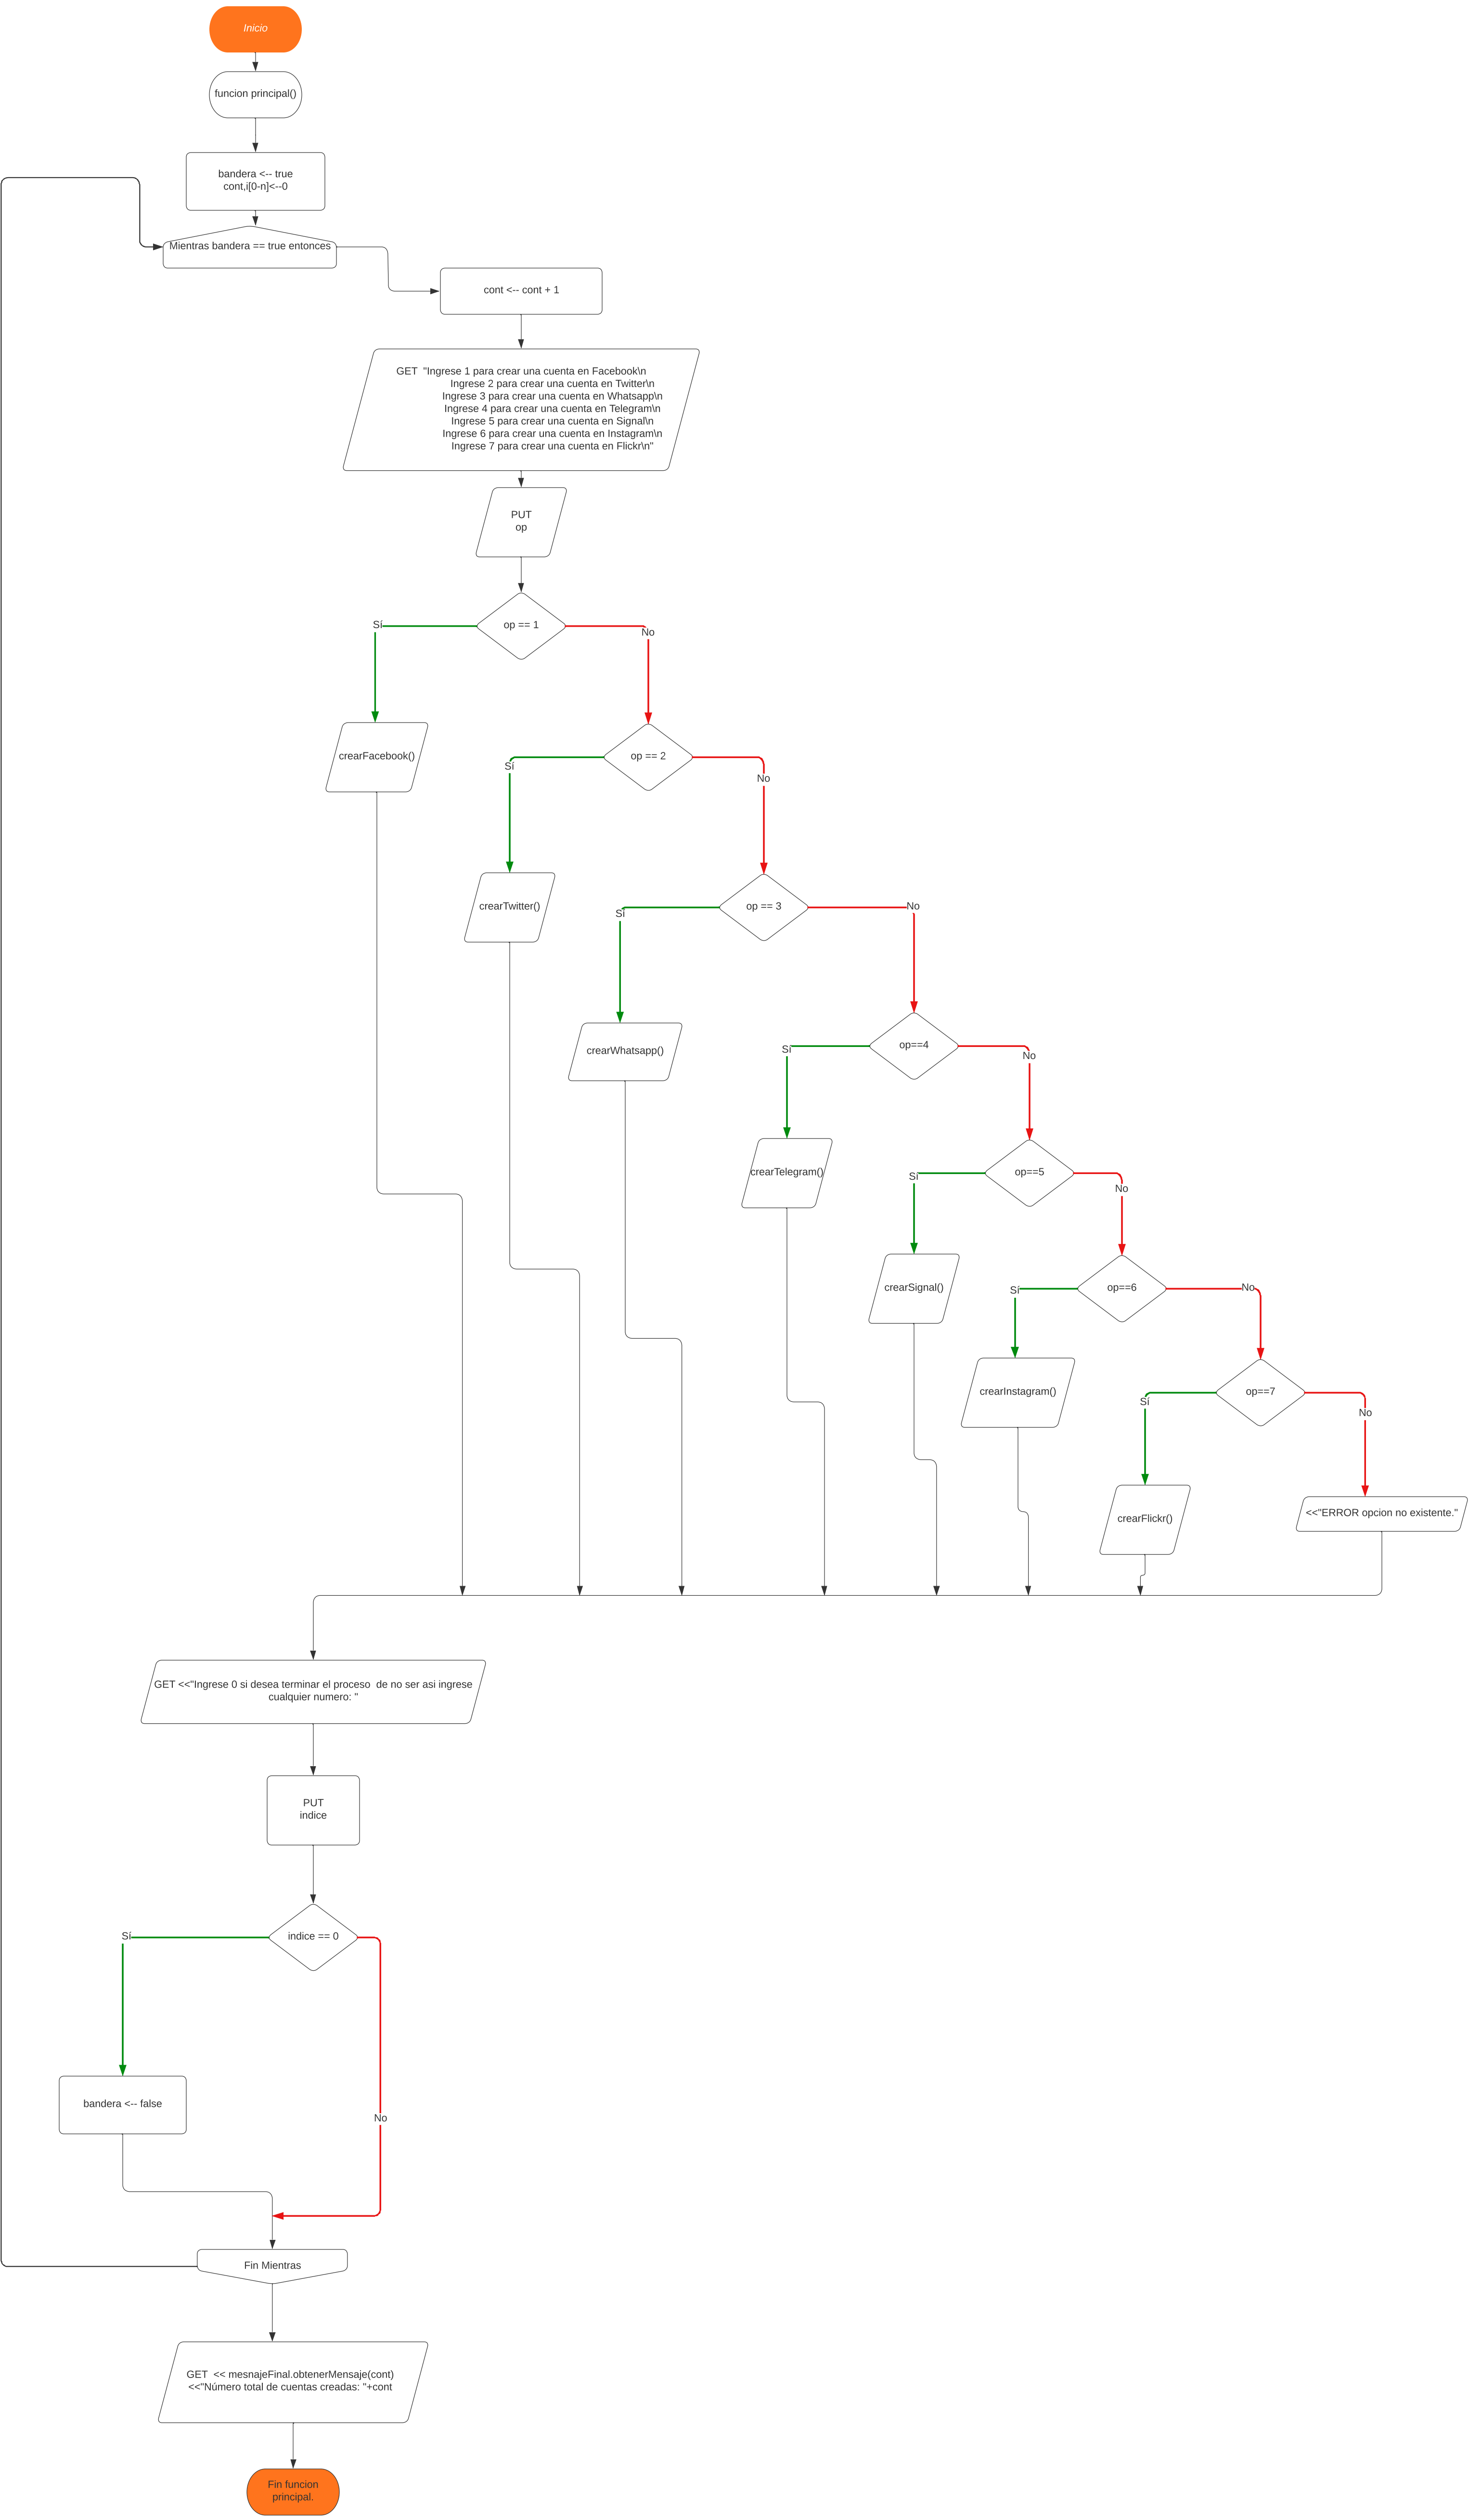 Inicio
funcion principal()
bandera <-- true
cont,i[0-n]<--0
Mientras bandera == true entonces
cont <-- cont + 1
GET  "Ingrese 1 para crear una cuenta en Facebook\n
Ingrese 2 para crear una cuenta en Twitter\n
Ingrese 3 para crear una cuenta en Whatsapp\n
Ingrese 4 para crear una cuenta en Telegram\n
Ingrese 5 para crear una cuenta en Signal\n
Ingrese 6 para crear una cuenta en Instagram\n
Ingrese 7 para crear una cuenta en Flickr\n"
PUT
op
op == 1
Sí
No
crearFacebook()
op == 2
Sí
No
crearTwitter()
op == 3
Sí
No
crearWhatsapp()
op==4
Sí
No
crearTelegram()
op==5
Sí
No
crearSignal()
op==6
Sí
No
crearInstagram()
op==7
Sí
No
crearFlickr()
<<"ERROR opcion no existente."
GET <<"Ingrese 0 si desea terminar el proceso  de no ser asi ingrese
cualquier numero: "
PUT
indice
indice == 0
Sí
No
bandera <-- false
Fin Mientras
GET  << mesnajeFinal.obtenerMensaje(cont)
<<"Número total de cuentas creadas: "+cont
Fin funcion
principal.